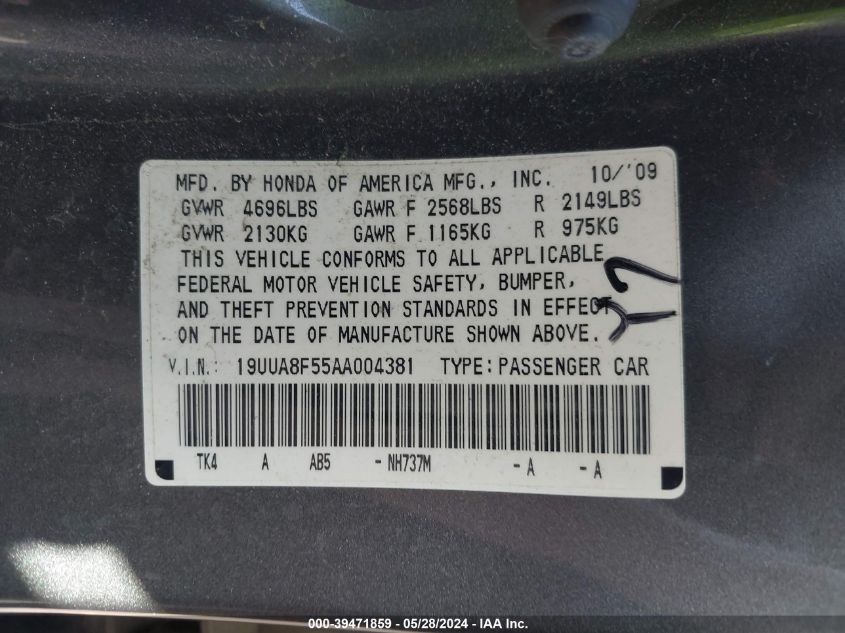 MFD. BY HONDA OF AMERICA MFG., INC. 10/'09
GVWR 4696LBS GAWR F 2568LBS R 2149LBS
GVWR 2130KG GAWR F 1165KG R 975KG
THIS VEHICLE CONFORMS TO ALL APPLICABLE
FEDERAL MOTOR VEHICLE SAFETY, BUMPER,
AND THEFT PREVENTION STANDARDS IN EFFECT
ON THE DATE OF MANUFACTURE SHOWN ABOVE.
V.I.N.: 19UUA8F55AA004381 TYPE: PASSENGER CAR
TK4 A AB5 - NH737M - A - A
000-39471859 / 05/28/2024 - IAA Inc.